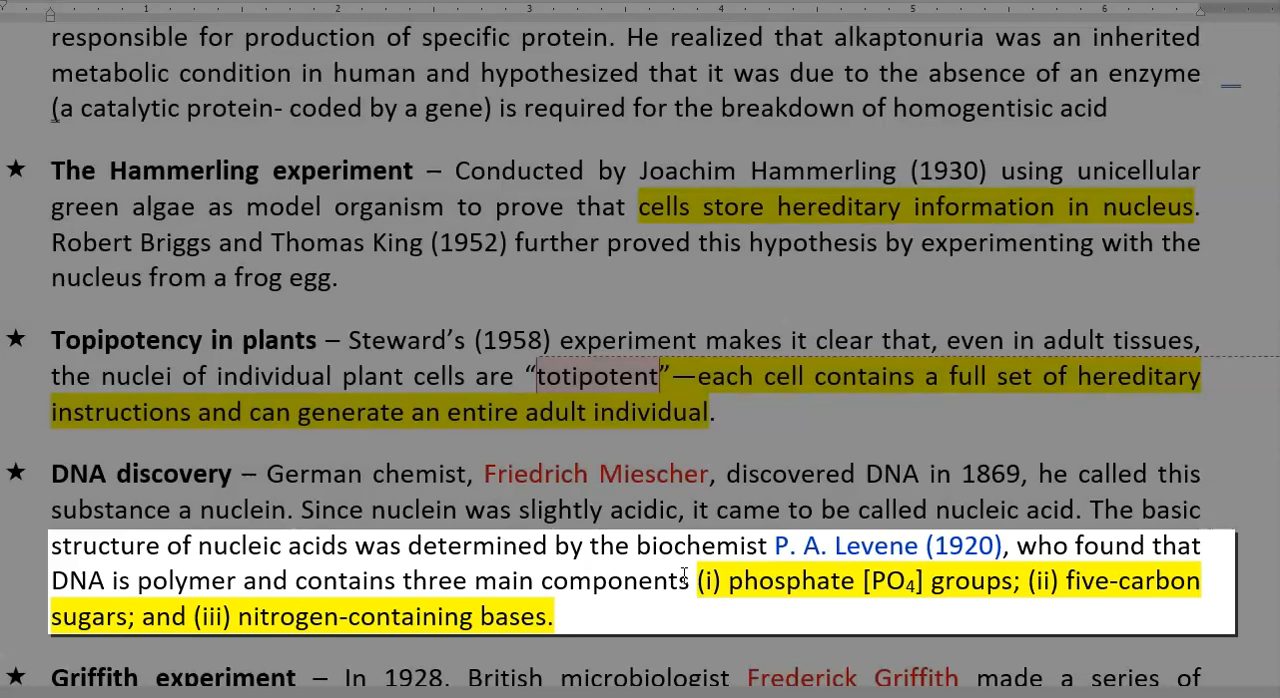 1 2 3 4 5 6
responsible for production of specific protein. He realized that alkaptonuria was an inherited
metabolic condition in human and hypothesized that it was due to the absence of an enzyme
(a catalytic protein- coded by a gene) is required for the breakdown of homogentisic acid
★ The Hammerling experiment – Conducted by Joachim Hammerling (1930) using unicellular
green algae as model organism to prove that cells store hereditary information in nucleus.
Robert Briggs and Thomas King (1952) further proved this hypothesis by experimenting with the
nucleus from a frog egg.
★ Topipotency in plants – Steward’s (1958) experiment makes it clear that, even in adult tissues,
the nuclei of individual plant cells are “totipotent”—each cell contains a full set of hereditary
instructions and can generate an entire adult individual.
★ DNA discovery – German chemist, Friedrich Miescher, discovered DNA in 1869, he called this
substance a nuclein. Since nuclein was slightly acidic, it came to be called nucleic acid. The basic
structure of nucleic acids was determined by the biochemist P. A. Levene (1920), who found that
DNA is polymer and contains three main components (i) phosphate [PO₄] groups; (ii) five-carbon
sugars; and (iii) nitrogen-containing bases.
★ Griffith experiment – In 1928, British microbiologist Frederick Griffith made a series of